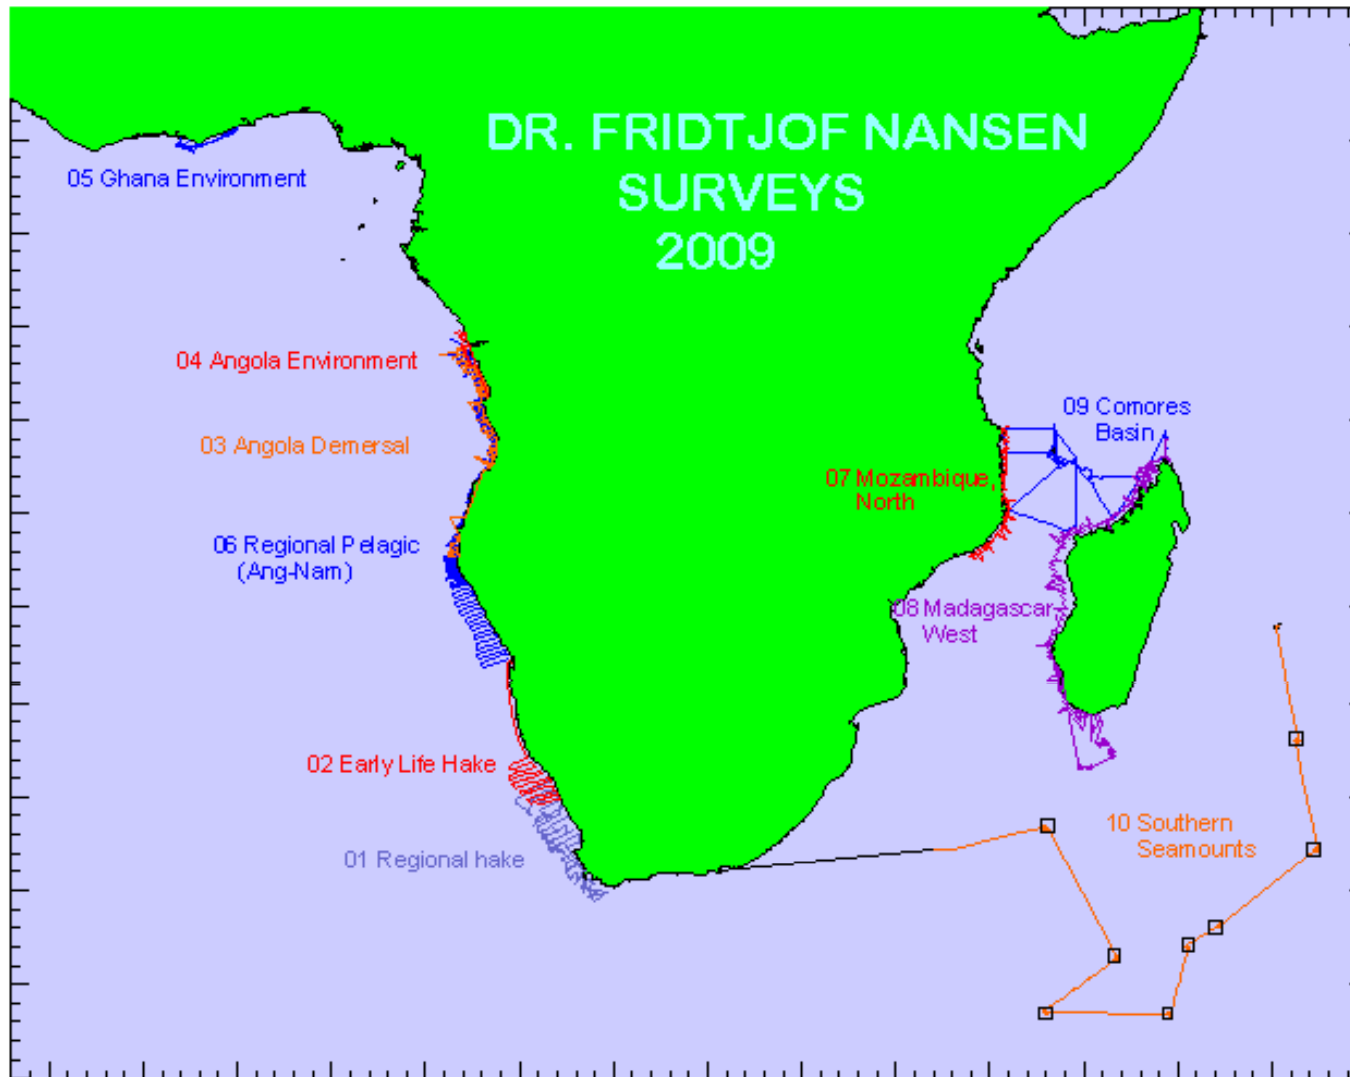 DR. FRIDTJOF NANSEN
SURVEYS
2009
05 Ghana Environment
04 Angola Environment
03 Angola Demersal
06 Regional Pelagic
(Ang-Nam)
02 Early Life Hake
01 Regional hake
09 Comores
Basin
07 Mozambique,
North
08 Madagascar
West
10 Southern
Seamounts